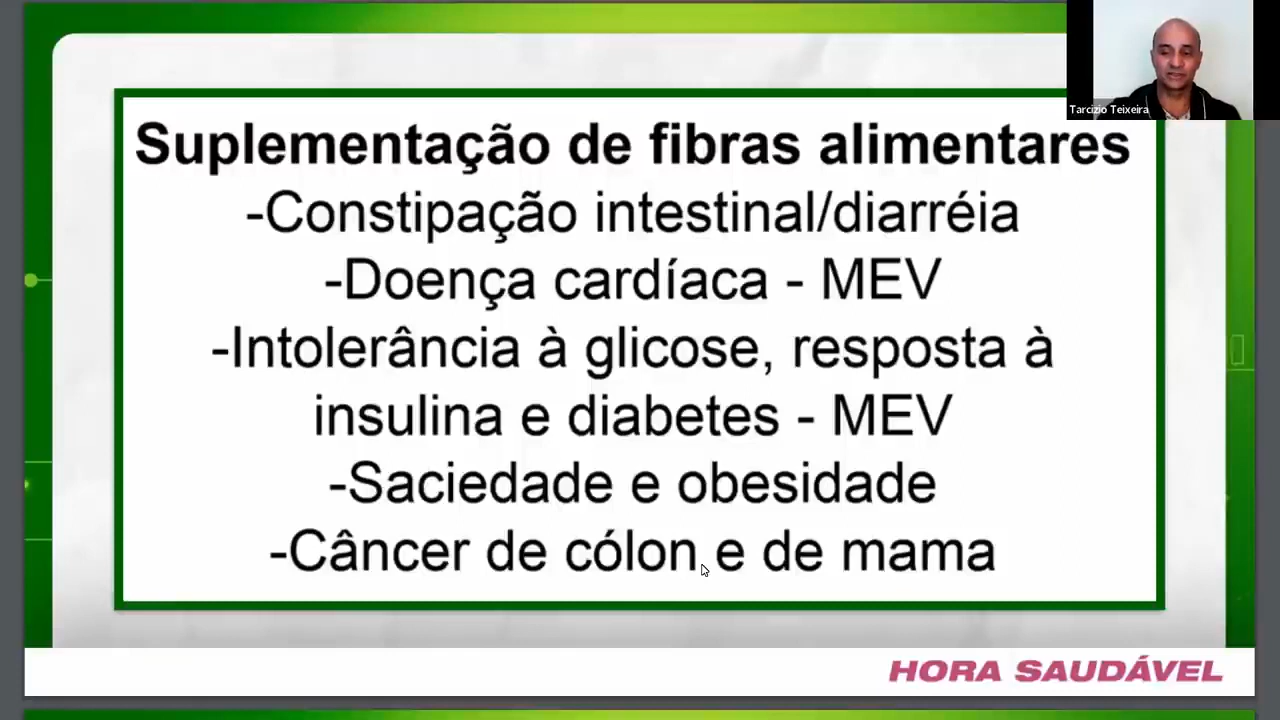 Tarcizio Teixeira
Suplementação de fibras alimentares
-Constipação intestinal/diarréia
-Doença cardíaca - MEV
-Intolerância à glicose, resposta à
insulina e diabetes - MEV
-Saciedade e obesidade
-Câncer de cólon e de mama
HORA SAUDÁVEL